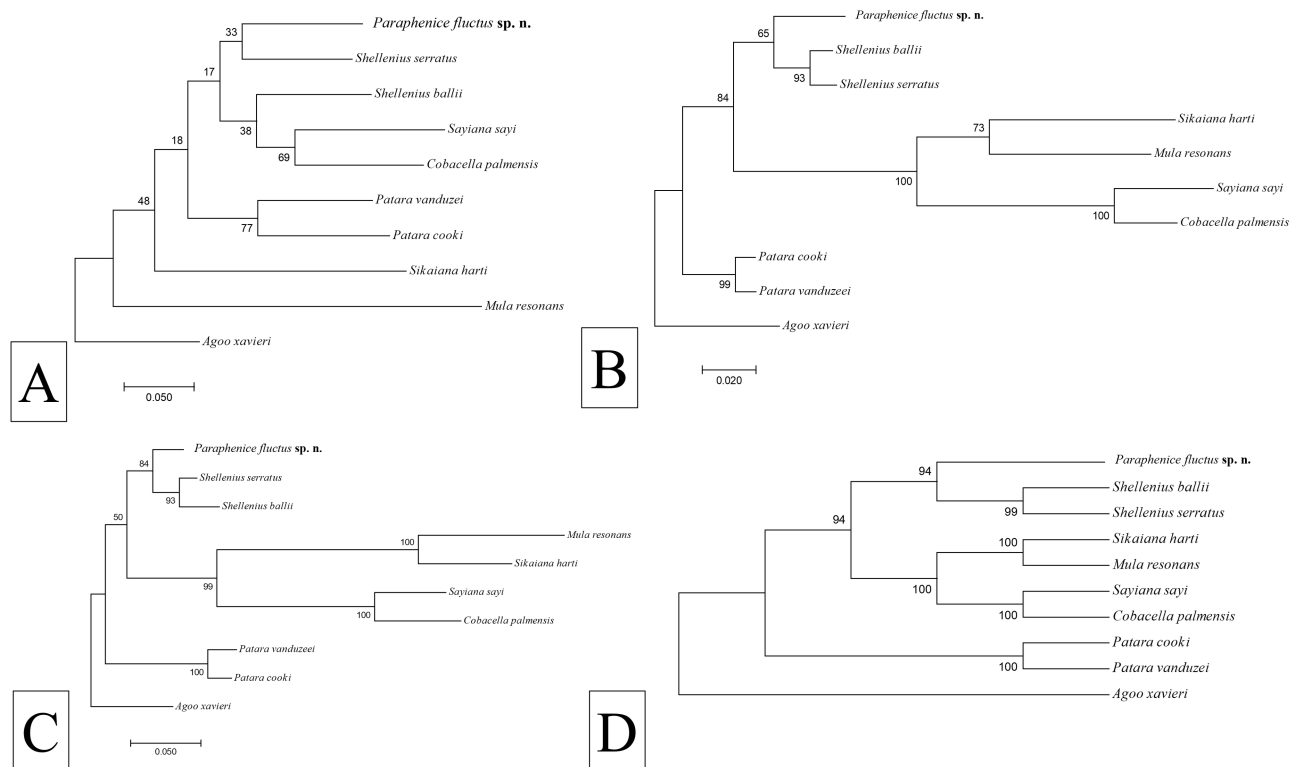 Paraphenice fluctus sp. n.
33
Shellenius serratus
17
Shellenius ballii
38
Sayiana sayi
18
69
Cobacella palmensis
Patara vanduzei
48
77
Patara cooki
Sikaiana harti
Mula resonans
Agoo xavieri
A
0.050
Paraphenice fluctus sp. n.
65
Shellenius ballii
93
Shellenius serratus
84
Sikaiana harti
73
Mula resonans
100
Sayiana sayi
100
Cobacella palmensis
Patara cooki
99
Patara vanduzeei
Agoo xavieri
B
0.020
Paraphenice fluctus sp. n.
84
Shellenius serratus
93
Shellenius ballii
50
Mula resonans
100
Sikaiana harti
99
Sayiana sayi
100
Cobacella palmensis
Patara vanduzeei
100
Patara cooki
Agoo xavieri
C
0.050
Paraphenice fluctus sp. n.
94
Shellenius ballii
99
Shellenius serratus
94
Sikaiana harti
100
Mula resonans
100
Sayiana sayi
100
Cobacella palmensis
Patara cooki
100
Patara vanduzei
Agoo xavieri
D